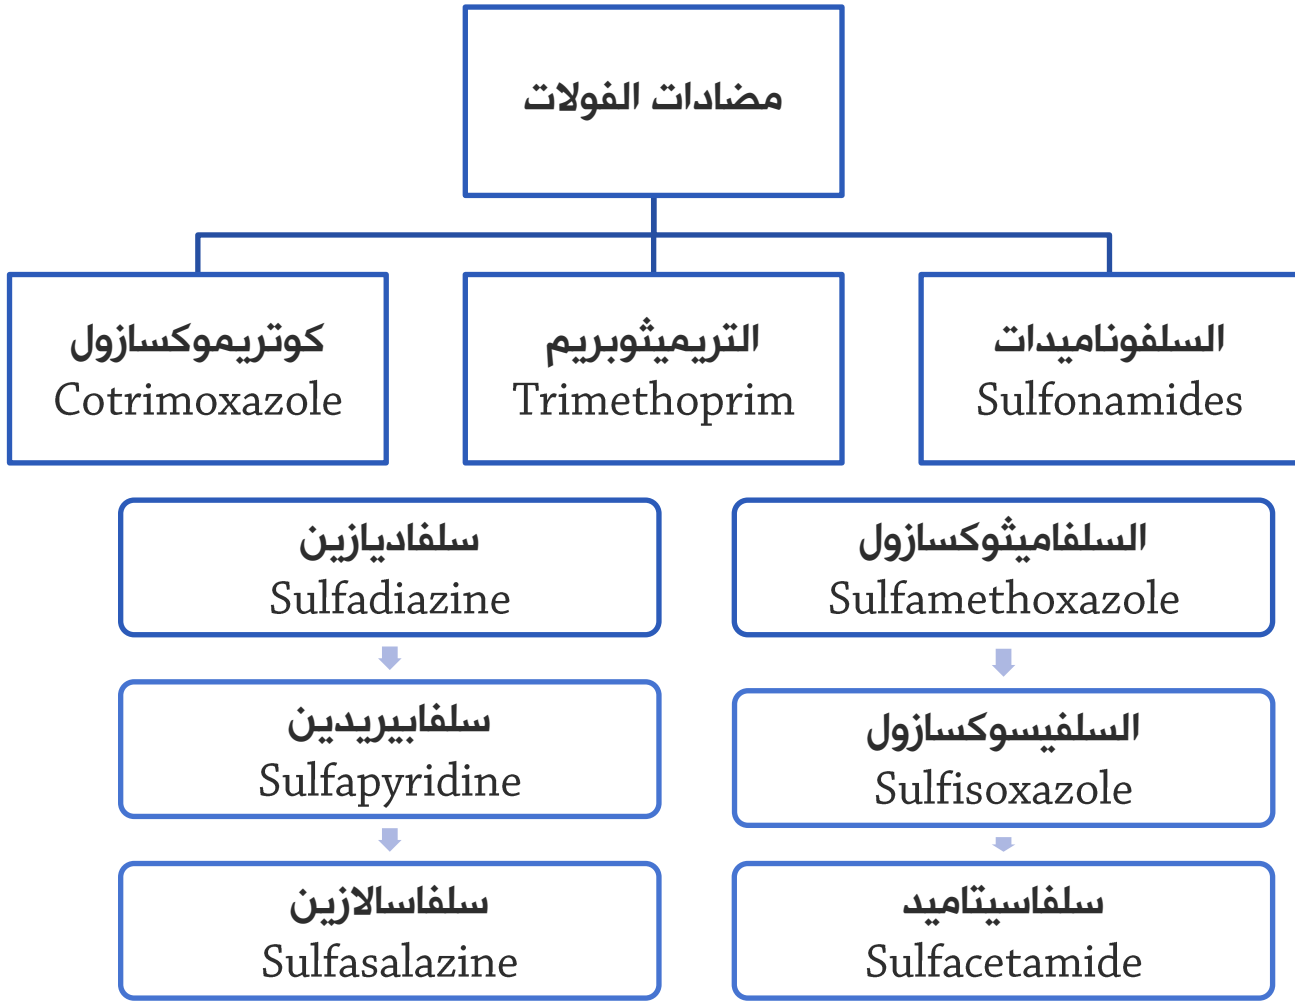 مضادات الفولات
السلفوناميدات
Sulfonamides
التريميثوبريم
Trimethoprim
كوتريموكسازول
Cotrimoxazole
السلفاميثوكسازول
Sulfamethoxazole
السلفيسوكسازول
Sulfisoxazole
سلفاسيتاميد
Sulfacetamide
سلفاديازين
Sulfadiazine
سلفابيريدين
Sulfapyridine
سلفاسالازين
Sulfasalazine